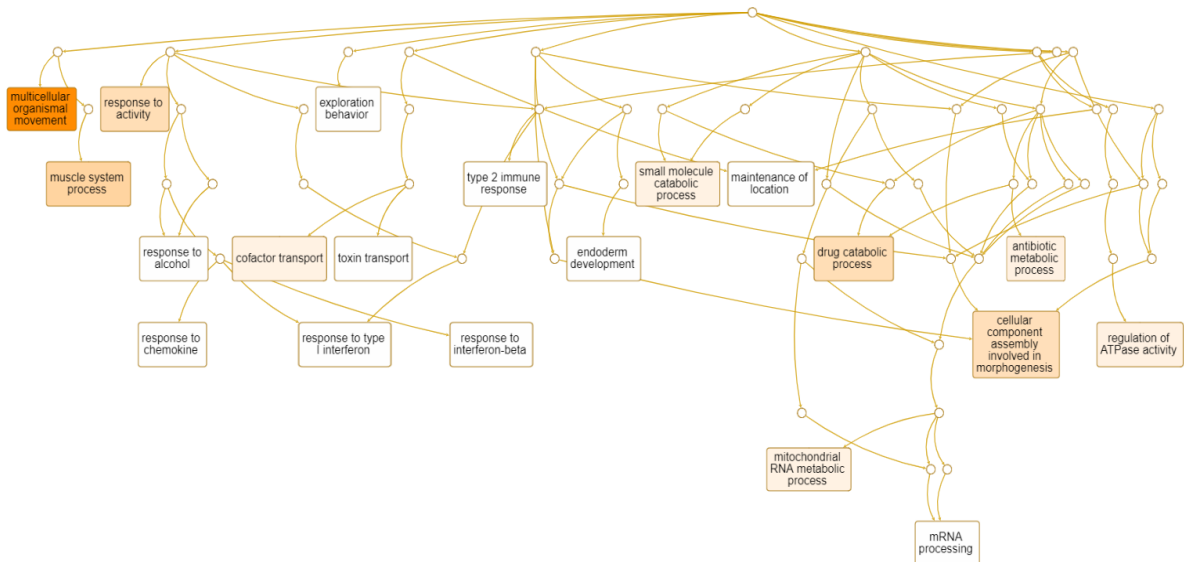 multicellular
organismal
movement
response to
activity
exploration
behavior
muscle system
process
type 2 immune
response
small molecule
catabolic
process
maintenance of
location
response to
alcohol
cofactor transport
toxin transport
endoderm
development
drug catabolic
process
antibiotic
metabolic
process
response to
chemokine
response to type
I interferon
response to
interferon-beta
cellular
component
assembly
involved in
morphogenesis
regulation of
ATPase activity
mitochondrial
RNA metabolic
process
mRNA
processing